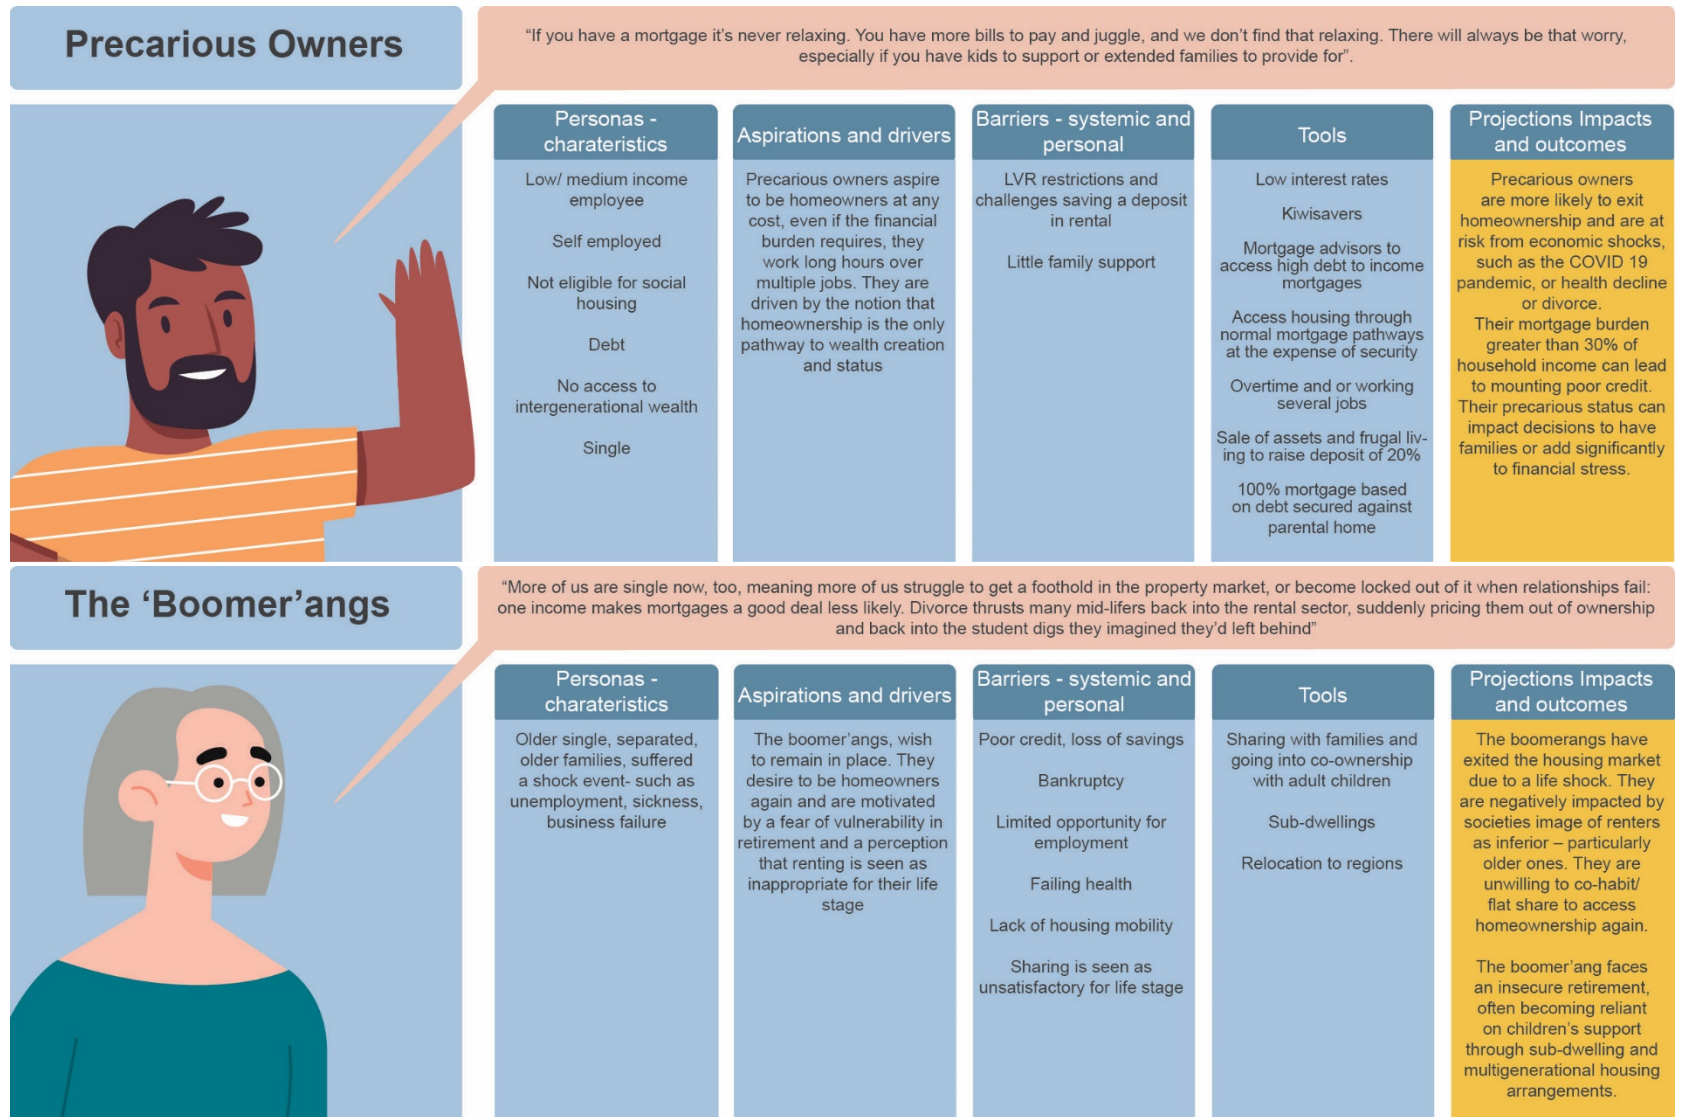 Precarious Owners
“If you have a mortgage it’s never relaxing. You have more bills to pay and juggle, and we don’t find that relaxing. There will always be that worry,
especially if you have kids to support or extended families to provide for”.
Personas -
charateristics
Low/ medium income
employee
Self employed
Not eligible for social
housing
Debt
No access to
intergenerational wealth
Single
Aspirations and drivers
Precarious owners aspire
to be homeowners at any
cost, even if the financial
burden requires, they
work long hours over
multiple jobs. They are
driven by the notion that
homeownership is the only
pathway to wealth creation
and status
Barriers - systemic and
personal
LVR restrictions and
challenges saving a deposit
in rental
Little family support
Tools
Low interest rates
Kiwisavers
Mortgage advisors to
access high debt to income
mortgages
Access housing through
normal mortgage pathways
at the expense of security
Overtime and or working
several jobs
Sale of assets and frugal liv-
ing to raise deposit of 20%
100% mortgage based
on debt secured against
parental home
Projections Impacts
and outcomes
Precarious owners
are more likely to exit
homeownership and are at
risk from economic shocks,
such as the COVID 19
pandemic, or health decline
or divorce.
Their mortgage burden
greater than 30% of
household income can lead
to mounting poor credit.
Their precarious status can
impact decisions to have
families or add significantly
to financial stress.
The ‘Boomer’angs
“More of us are single now, too, meaning more of us struggle to get a foothold in the property market, or become locked out of it when relationships fail:
one income makes mortgages a good deal less likely. Divorce thrusts many mid-lifers back into the rental sector, suddenly pricing them out of ownership
and back into the student digs they imagined they’d left behind”
Personas -
charateristics
Older single, separated,
older families, suffered
a shock event- such as
unemployment, sickness,
business failure
Aspirations and drivers
The boomer’angs, wish
to remain in place. They
desire to be homeowners
again and are motivated
by a fear of vulnerability in
retirement and a perception
that renting is seen as
inappropriate for their life
stage
Barriers - systemic and
personal
Poor credit, loss of savings
Bankruptcy
Limited opportunity for
employment
Failing health
Lack of housing mobility
Sharing is seen as
unsatisfactory for life stage
Tools
Sharing with families and
going into co-ownership
with adult children
Sub-dwellings
Relocation to regions
Projections Impacts
and outcomes
The boomerangs have
exited the housing market
due to a life shock. They
are negatively impacted by
societies image of renters
as inferior – particularly
older ones. They are
unwilling to co-habit/
flat share to access
homeownership again.
The boomer’ang faces
an insecure retirement,
often becoming reliant
on children’s support
through sub-dwelling and
multigenerational housing
arrangements.